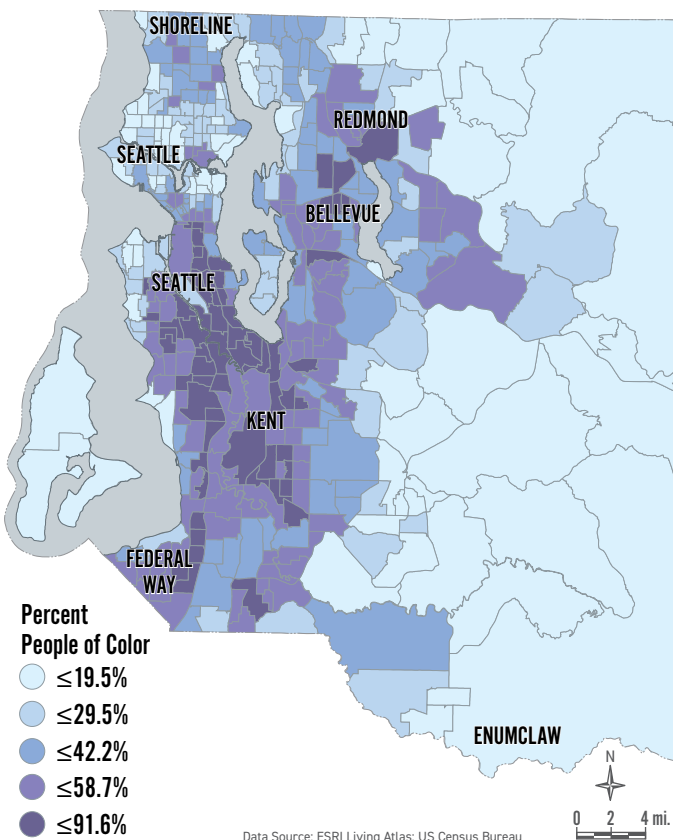 SHORELINE
REDMOND
SEATTLE
BELLEVUE
SEATTLE
KENT
FEDERAL
WAY
Percent
People of Color
≤19.5%
≤29.5%
≤42.2%
≤58.7%
≤91.6%
ENUMCLAW
N
0 2 4 mi.
Data Source: ESRI Living Atlas; US Census Bureau